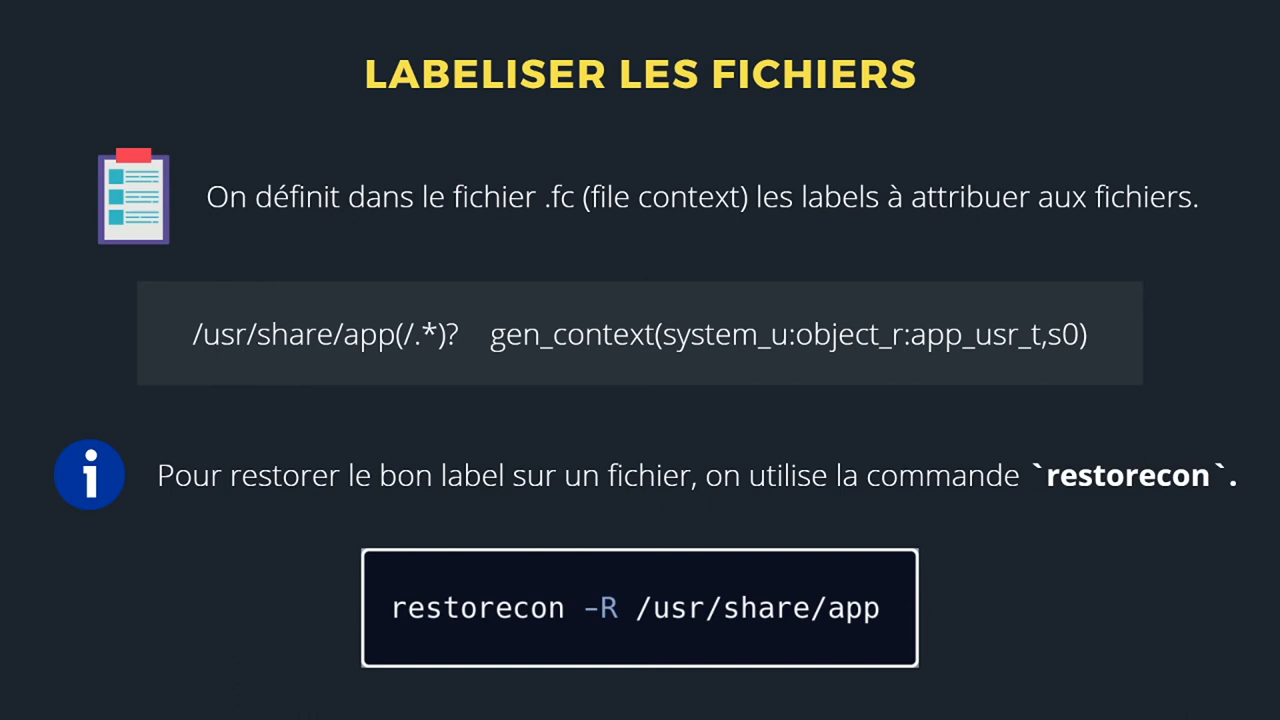 LABELISER LES FICHIERS
On définit dans le fichier .fc (file context) les labels à attribuer aux fichiers.
/usr/share/app(/.*)? gen_context(system_u:object_r:app_usr_t,s0)
Pour restorer le bon label sur un fichier, on utilise la commande `restorecon`.
restorecon -R /usr/share/app